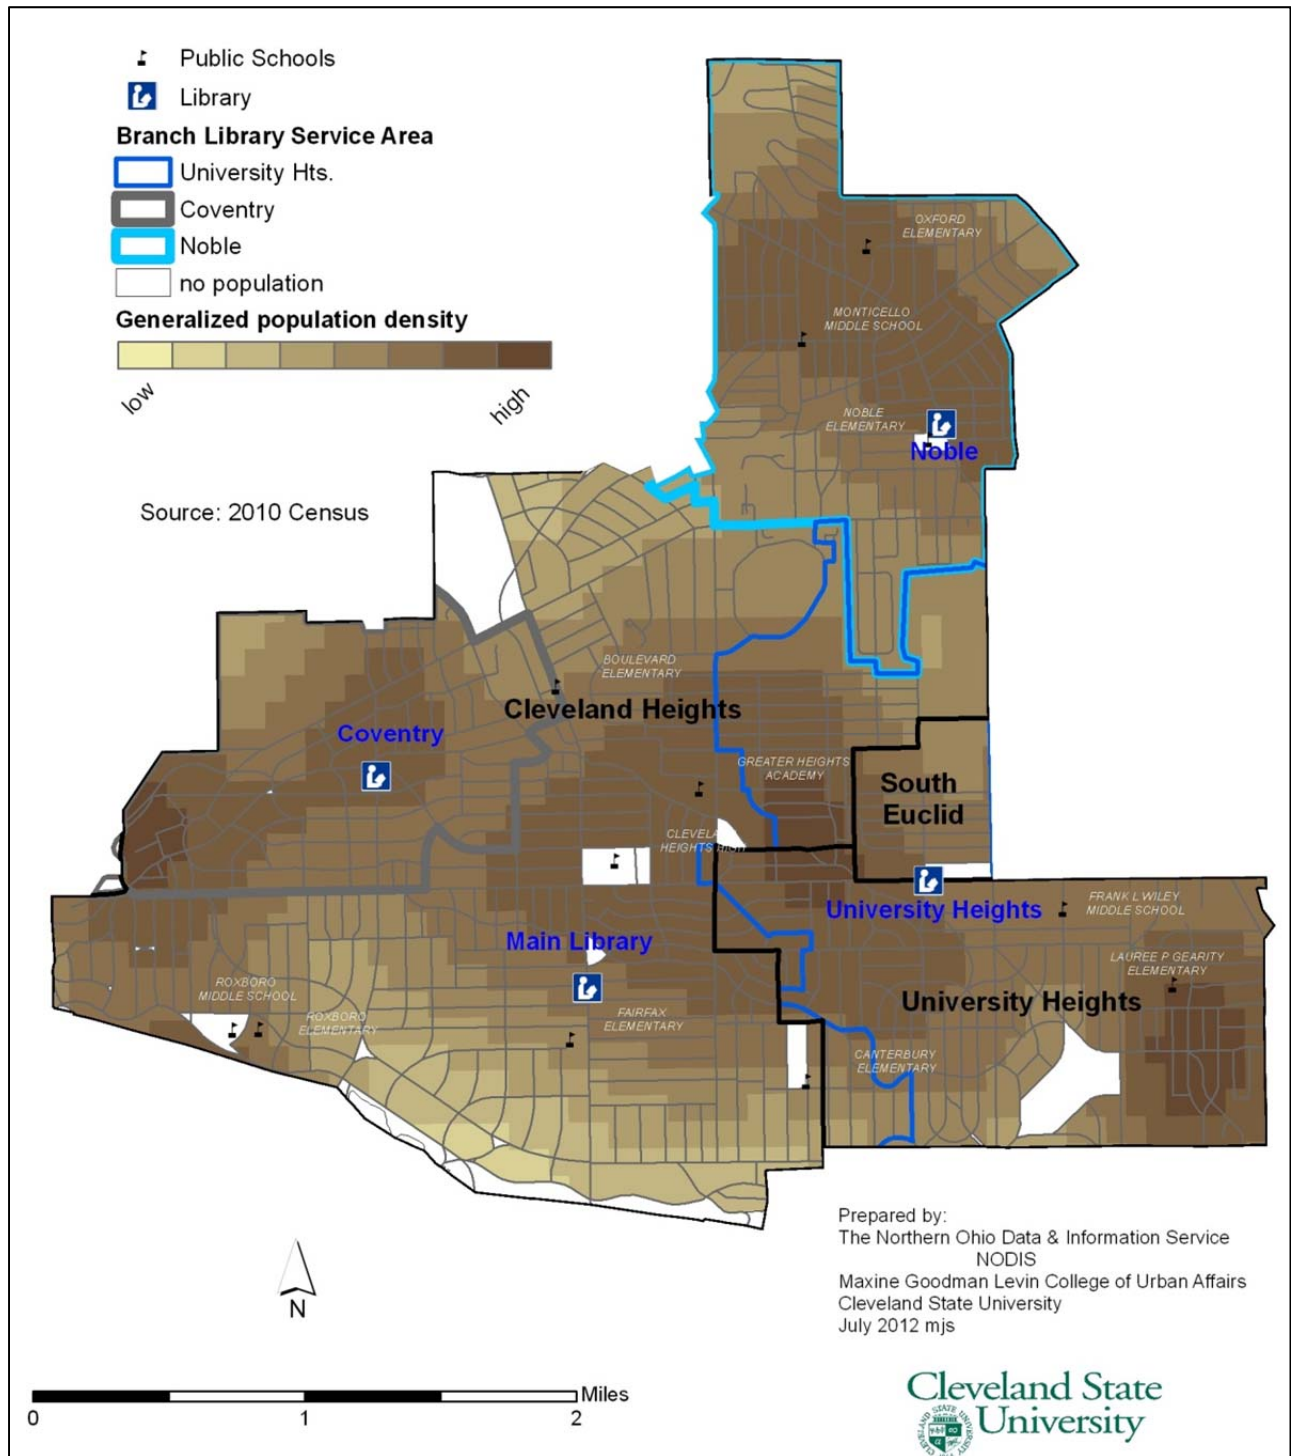 Public Schools
Library
Branch Library Service Area
University Hts.
Coventry
Noble
no population
Generalized population density
low
high
Source: 2010 Census
OXFORD
ELEMENTARY
MONTICELLO
MIDDLE SCHOOL
NOBLE
ELEMENTARY
Noble
BOULEVARD
ELEMENTARY
Cleveland Heights
Coventry
GREATER HEIGHTS
ACADEMY
South
Euclid
CLEVELA
HEIGHTS HIGH
University Heights
FRANK L WILEY
MIDDLE SCHOOL
Main Library
LAUREE P GEARITY
ELEMENTARY
ROXBORO
MIDDLE SCHOOL
ROXBORO
ELEMENTARY
FAIRFAX
ELEMENTARY
University Heights
CANTERBURY
ELEMENTARY
N
Prepared by:
The Northern Ohio Data & Information Service
NODIS
Maxine Goodman Levin College of Urban Affairs
Cleveland State University
July 2012 mjs
Miles
0 1 2
Cleveland State
University